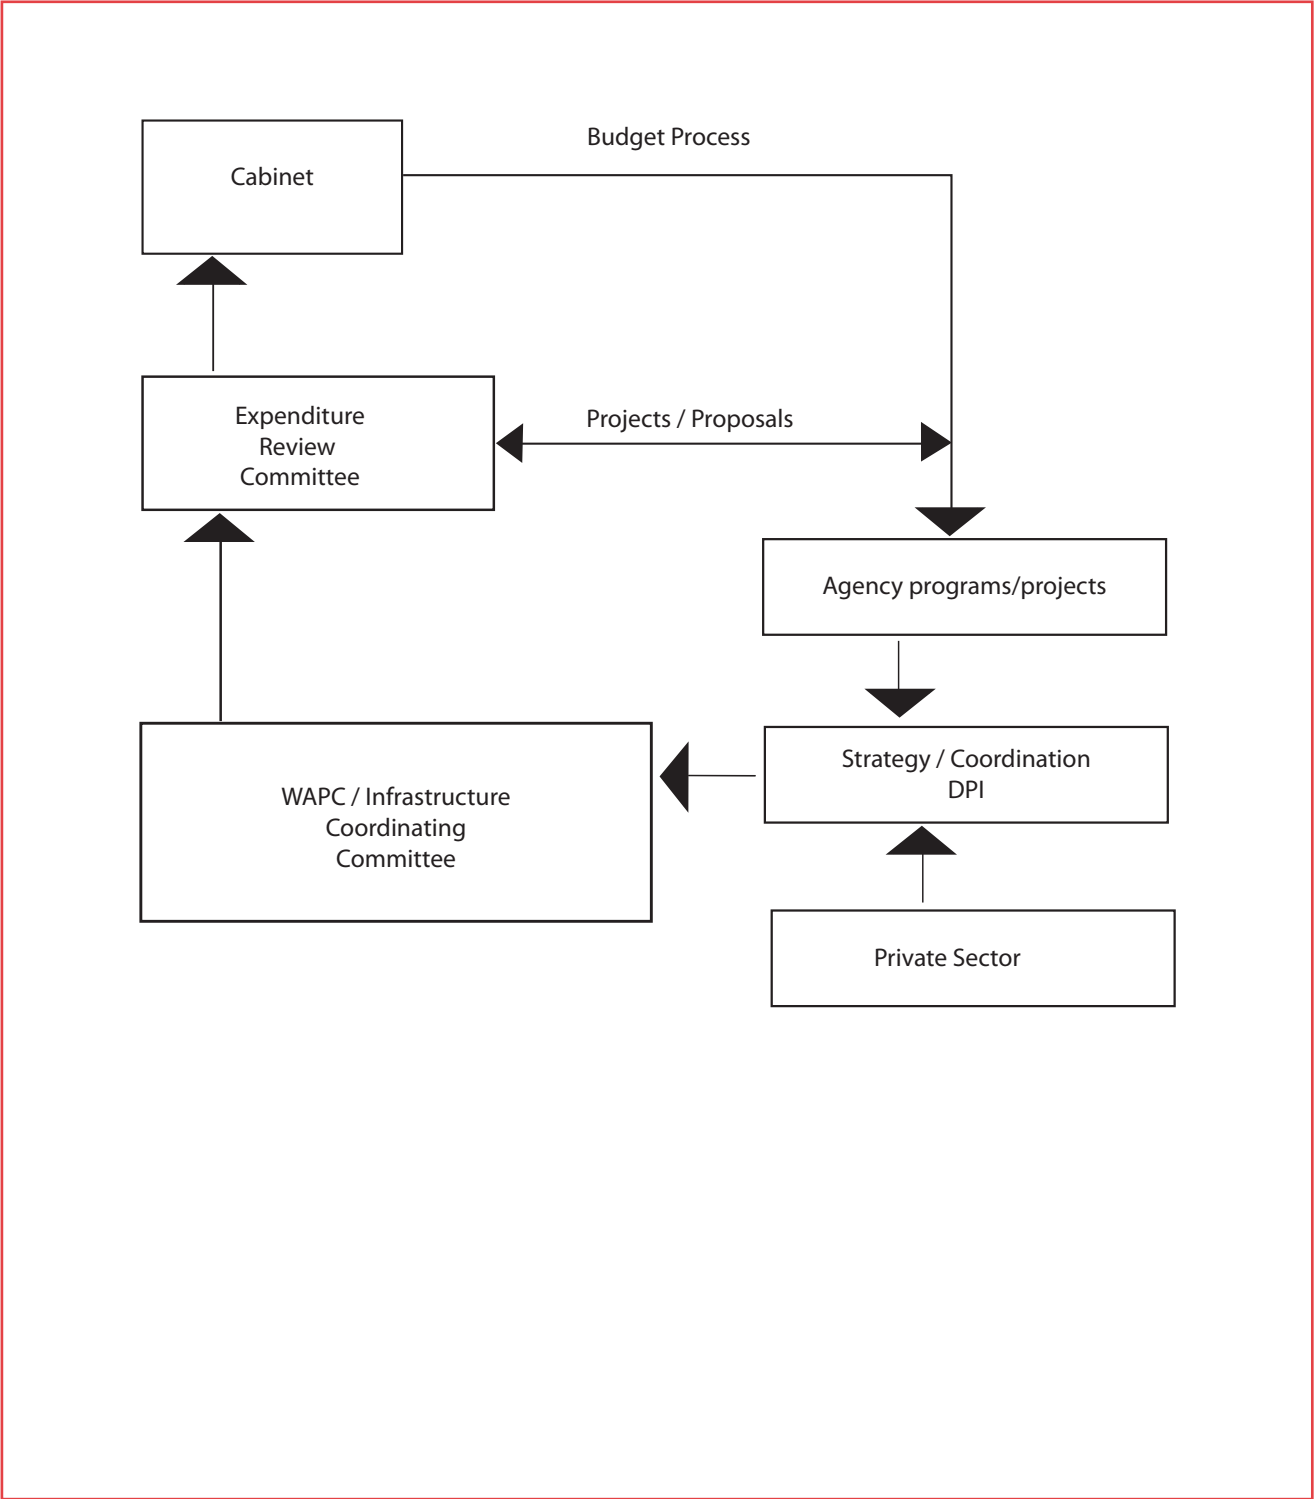 Budget Process
Cabinet
Expenditure
Review
Committee
Projects / Proposals
Agency programs/projects
Strategy / Coordination
DPI
WAPC / Infrastructure
Coordinating
Committee
Private Sector